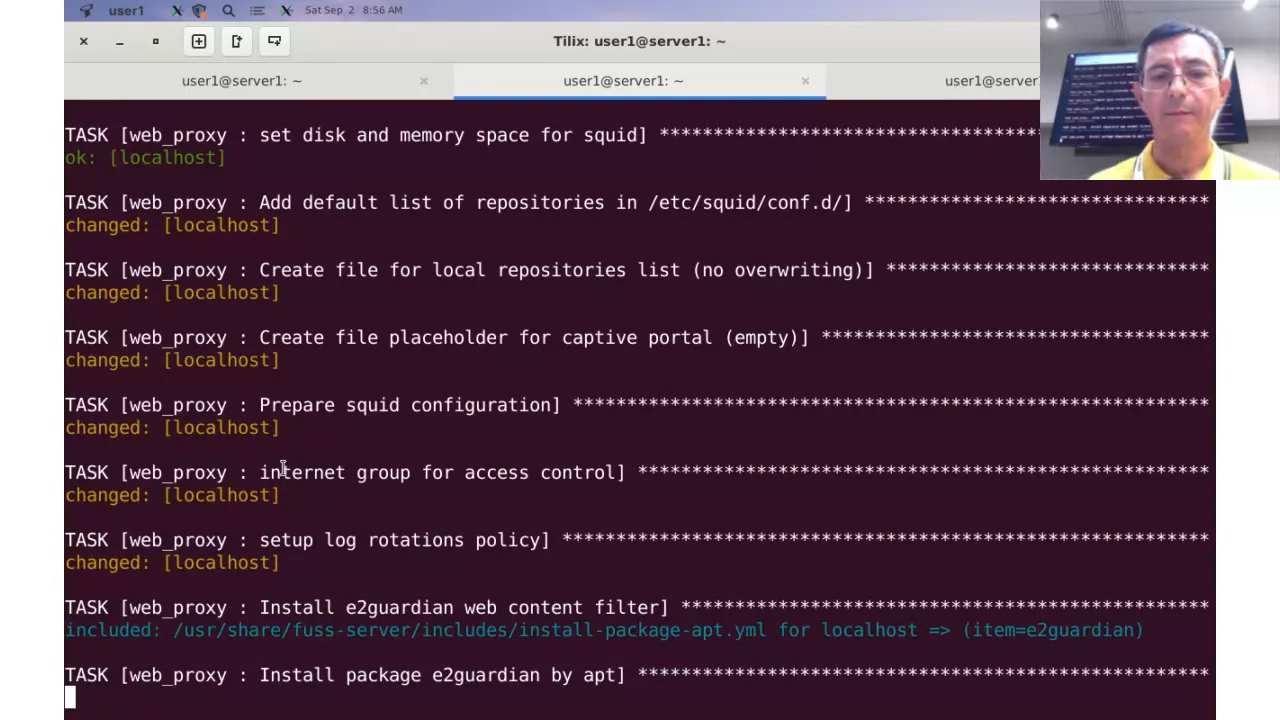 user1 Sat Sep 2 8:56 AM
Tilix: user1@server1: ~
user1@server1: ~ user1@server1: ~ user1@server1
TASK [web_proxy : set disk and memory space for squid] ***********************************
ok: [localhost]
TASK [web_proxy : Add default list of repositories in /etc/squid/conf.d/] ********************************
changed: [localhost]
TASK [web_proxy : Create file for local repositories list (no overwriting)] ******************************
changed: [localhost]
TASK [web_proxy : Create file placeholder for captive portal (empty)] ************************************
changed: [localhost]
TASK [web_proxy : Prepare squid configuration] ***********************************************************
changed: [localhost]
TASK [web_proxy : internet group for access control] *****************************************************
changed: [localhost]
TASK [web_proxy : setup log rotations policy] ************************************************************
changed: [localhost]
TASK [web_proxy : Install e2guardian web content filter] *************************************************
included: /usr/share/fuss-server/includes/install-package-apt.yml for localhost => (item=e2guardian)
TASK [web_proxy : Install package e2guardian by apt] *****************************************************